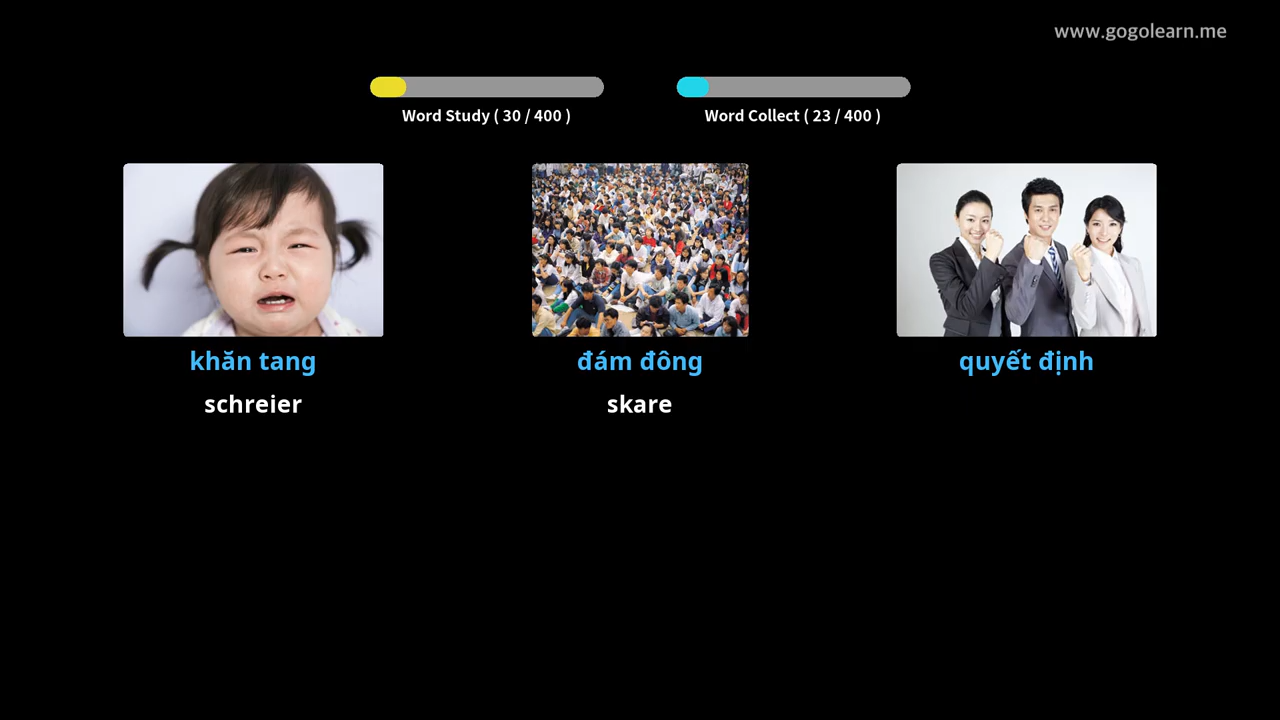 www.gogolearn.me
Word Study ( 30 / 400 )
Word Collect ( 23 / 400 )
khăn tang
đám đông
quyết định
schreier
skare